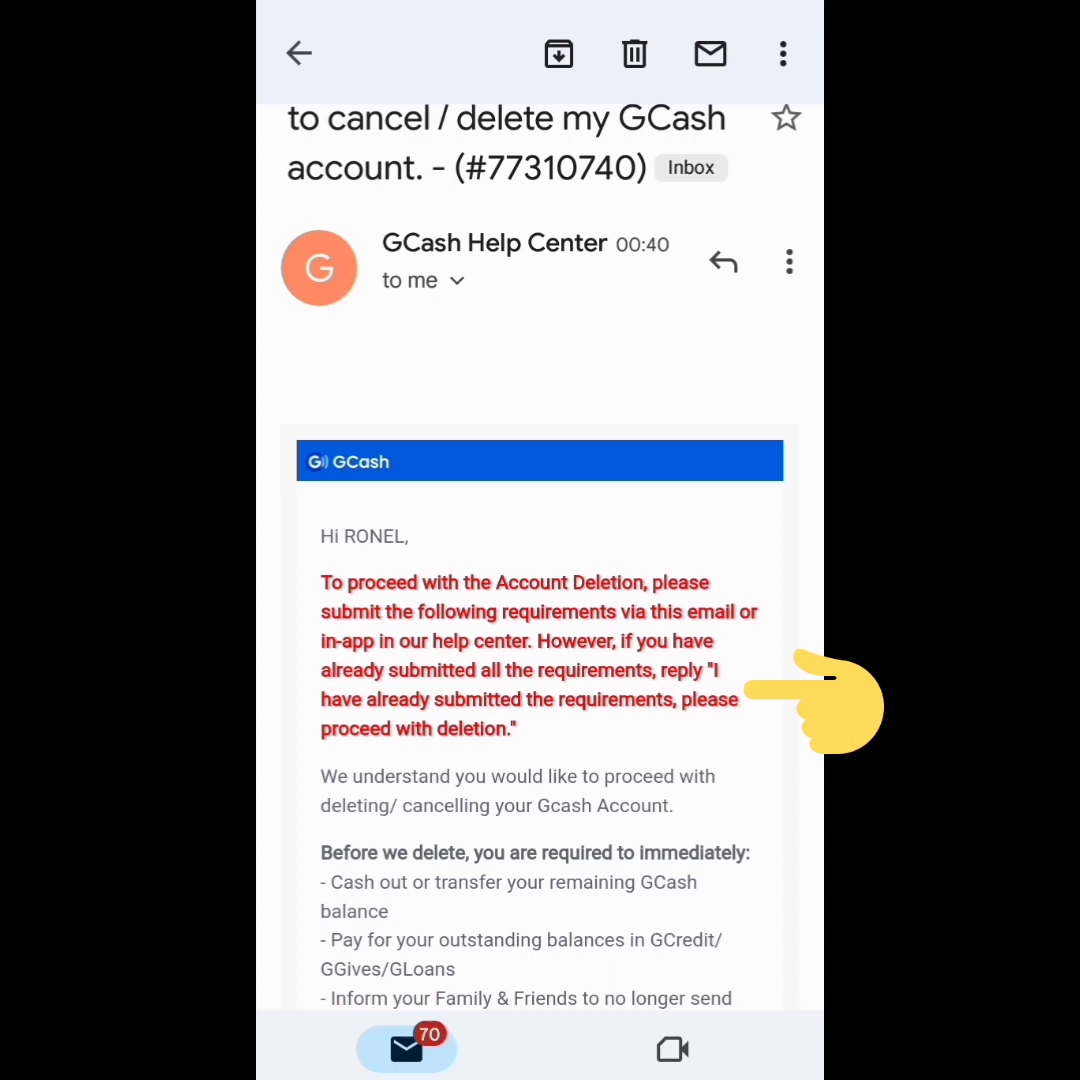 to cancel / delete my GCash
account. - (#77310740) Inbox
G
GCash Help Center 00:40
to me
G)) GCash
Hi RONEL,
To proceed with the Account Deletion, please
submit the following requirements via this email or
in-app in our help center. However, if you have
already submitted all the requirements, reply "I
have already submitted the requirements, please
proceed with deletion."
We understand you would like to proceed with
deleting/ cancelling your Gcash Account.
Before we delete, you are required to immediately:
- Cash out or transfer your remaining GCash
balance
- Pay for your outstanding balances in GCredit/
GGives/GLoans
- Inform your Family & Friends to no longer send
70